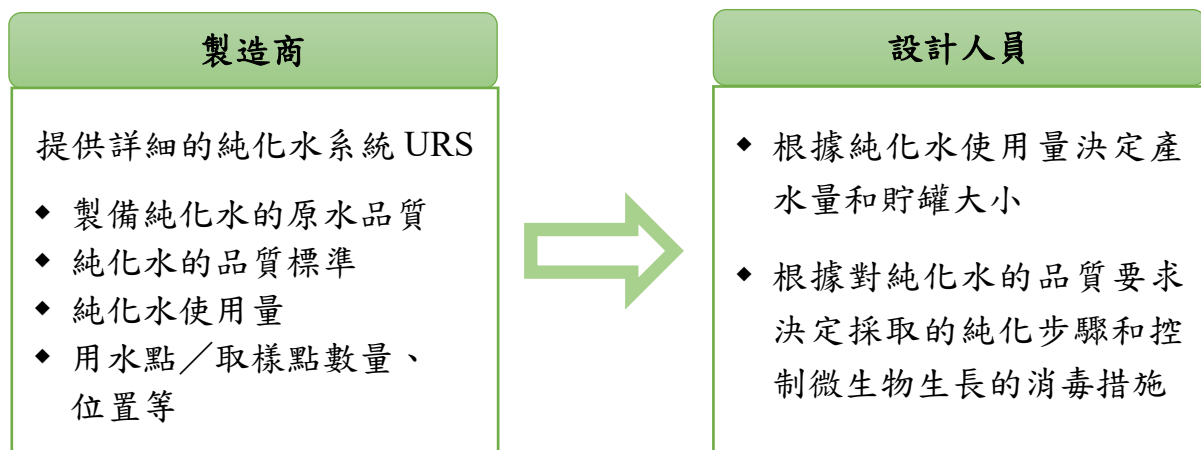 製造商
提供詳細的純化水系統 URS
◆ 製備純化水的原水品質
◆ 純化水的品質標準
◆ 純化水使用量
◆ 用水點／取樣點數量、
位置等
設計人員
◆ 根據純化水使用量決定產
水量和貯罐大小
◆ 根據對純化水的品質要求
決定採取的純化步驟和控
制微生物生長的消毒措施